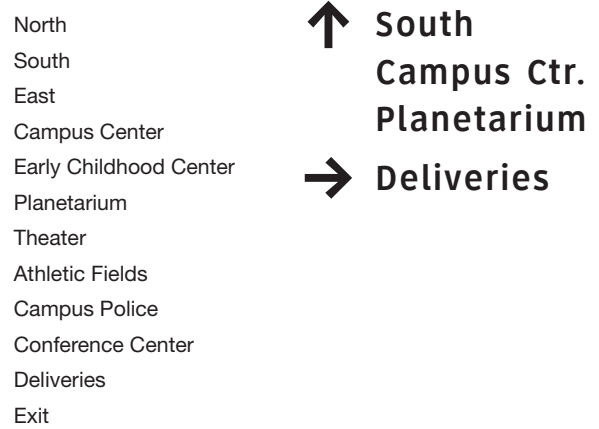 North
South
East
Campus Center
Early Childhood Center
Planetarium
Theater
Athletic Fields
Campus Police
Conference Center
Deliveries
Exit
↑ South
Campus Ctr.
Planetarium
→ Deliveries